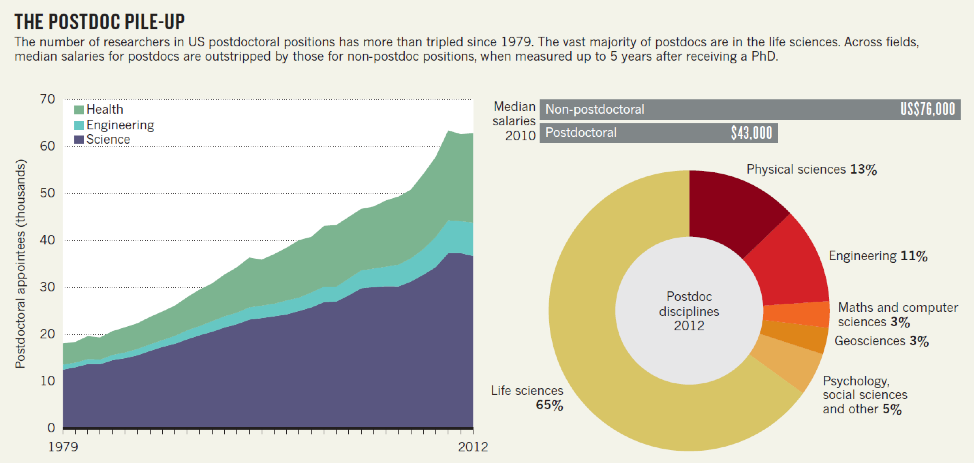 THE POSTDOC PILE-UP
The number of researchers in US postdoctoral positions has more than tripled since 1979. The vast majority of postdocs are in the life sciences. Across fields,
median salaries for postdocs are outstripped by those for non-postdoc positions, when measured up to 5 years after receiving a PhD.
Postdoctoral appointees (thousands)
70
60
50
40
30
20
10
0
1979
2012
Health
Engineering
Science
Median
salaries
2010
Non-postdoctoral
US$76,000
Postdoctoral
$43,000
Postdoc
disciplines
2012
Physical sciences 13%
Engineering 11%
Maths and computer
sciences 3%
Geosciences 3%
Psychology,
social sciences
and other 5%
Life sciences
65%